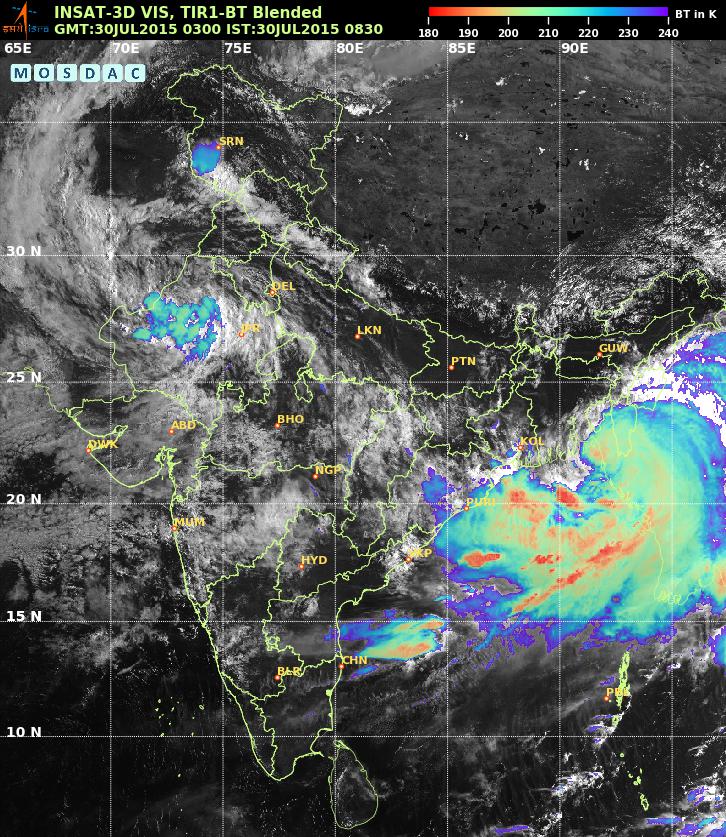 INSAT-3D VIS, TIR1-BT Blended
GMT:30JUL2015 0300 IST:30JUL2015 0830
BT in K
180 190 200 210 220 230 240
65E 70E 75E 80E 85E 90E
MOSDAC
SRN
30 N
DEL
JPR
LKN
GUW
PTN
25 N
ABD
BHO
DWK
KOL
NGP
20 N
PURI
MUM
HYD
15 N
CHN
BLR
10 N